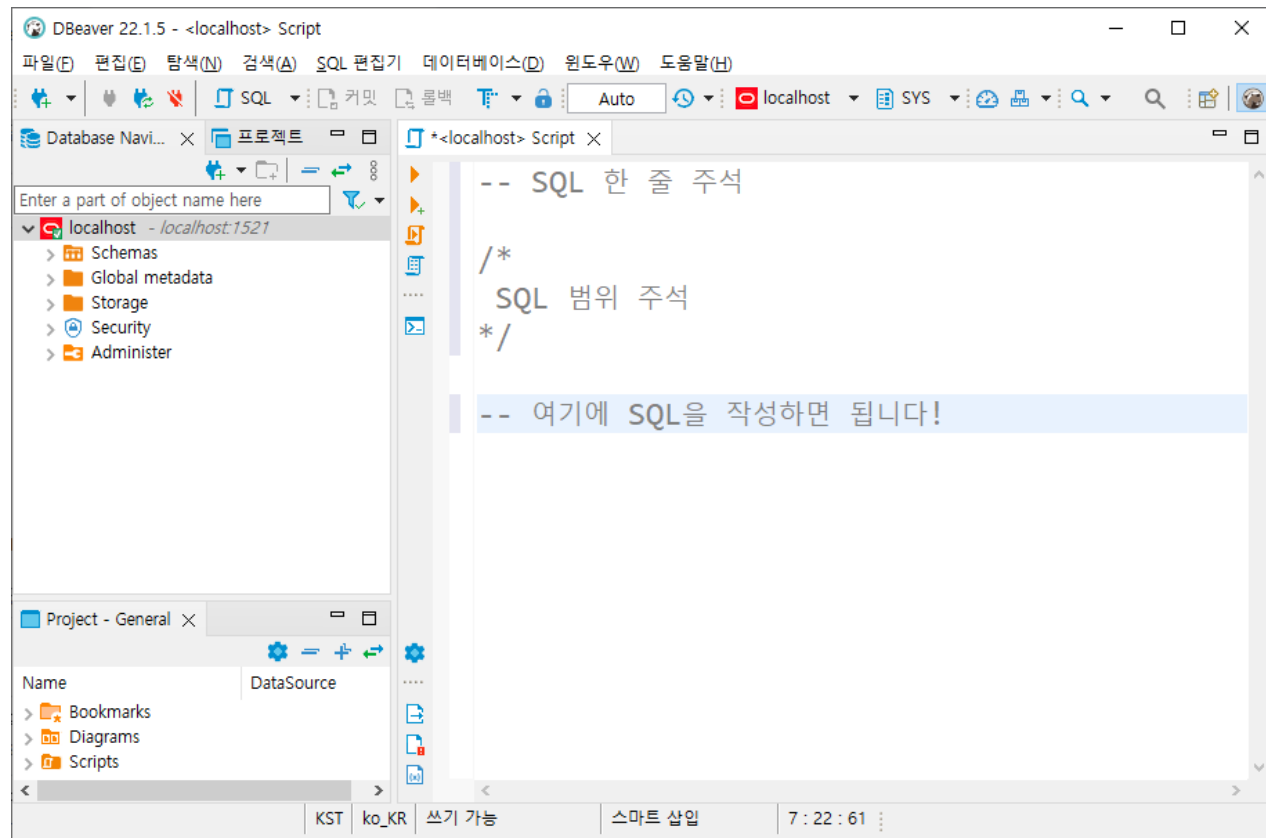 DBeaver 22.1.5 - <localhost> Script
파일(F) 편집(E) 탐색(N) 검색(A) SQL 편집기 데이터베이스(D) 윈도우(W) 도움말(H)
SQL 커밋 롤백 Auto localhost SYS
Database Navi... 프로젝트
Enter a part of object name here
localhost - localhost:1521
Schemas
Global metadata
Storage
Security
Administer
Project - General
Name DataSource
Bookmarks
Diagrams
Scripts
*<localhost> Script
-- SQL 한 줄 주석
/*
SQL 범위 주석
*/
-- 여기에 SQL을 작성하면 됩니다!
KST ko_KR 쓰기 가능 스마트 삽입 7 : 22 : 61